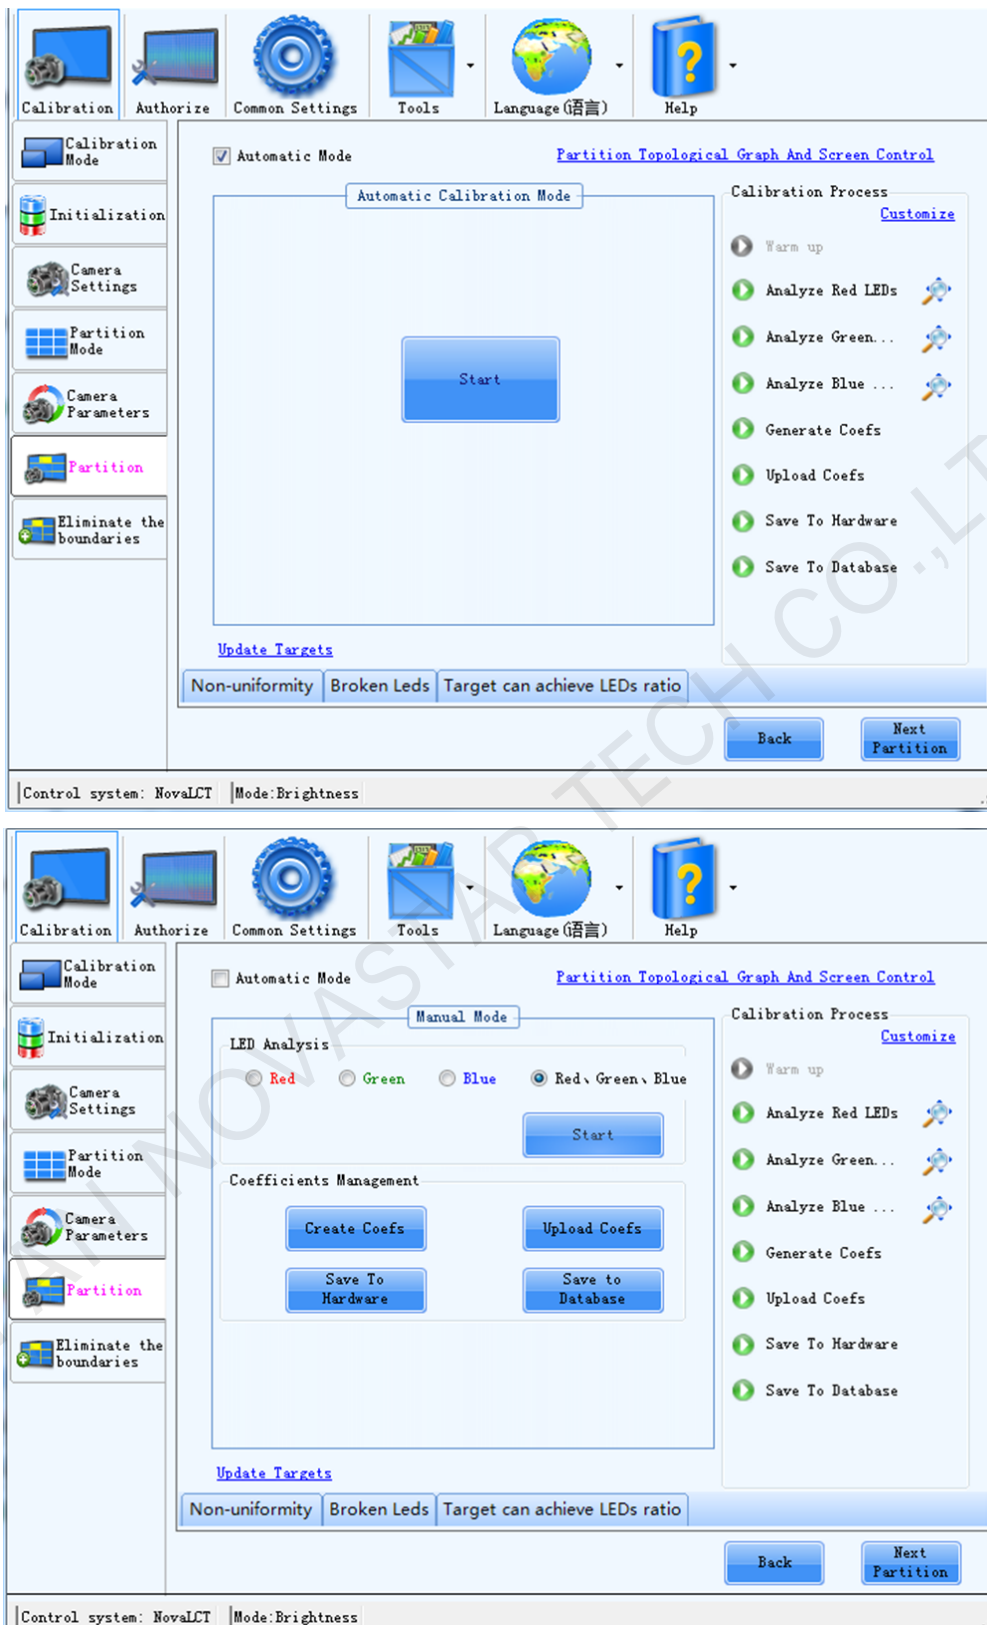 Calibration
Authorize
Common Settings
Tools
Language(语言)
Help
Calibration
Mode
Initialization
Camera
Settings
Partition
Mode
Camera
Parameters
Partition
Eliminate the
boundaries
Automatic Mode
Partition Topological Graph And Screen Control
Automatic Calibration Mode
Start
Calibration Process
Customize
Warm up
Analyze Red LEDs
Analyze Green...
Analyze Blue ...
Generate Coefs
Upload Coefs
Save To Hardware
Save To Database
Update Targets
Non-uniformity
Broken Leds
Target can achieve LEDs ratio
Back
Next
Partition
Control system: NovaLCT
Mode:Brightness
Calibration
Authorize
Common Settings
Tools
Language(语言)
Help
Calibration
Mode
Initialization
Camera
Settings
Partition
Mode
Camera
Parameters
Partition
Eliminate the
boundaries
Automatic Mode
Partition Topological Graph And Screen Control
Manual Mode
LED Analysis
Red
Green
Blue
Red、Green、Blue
Start
Coefficients Management
Create Coefs
Upload Coefs
Save To
Hardware
Save to
Database
Calibration Process
Customize
Warm up
Analyze Red LEDs
Analyze Green...
Analyze Blue ...
Generate Coefs
Upload Coefs
Save To Hardware
Save To Database
Update Targets
Non-uniformity
Broken Leds
Target can achieve LEDs ratio
Back
Next
Partition
Control system: NovaLCT
Mode:Brightness
AN NOVASTAR TECH CO.,LT